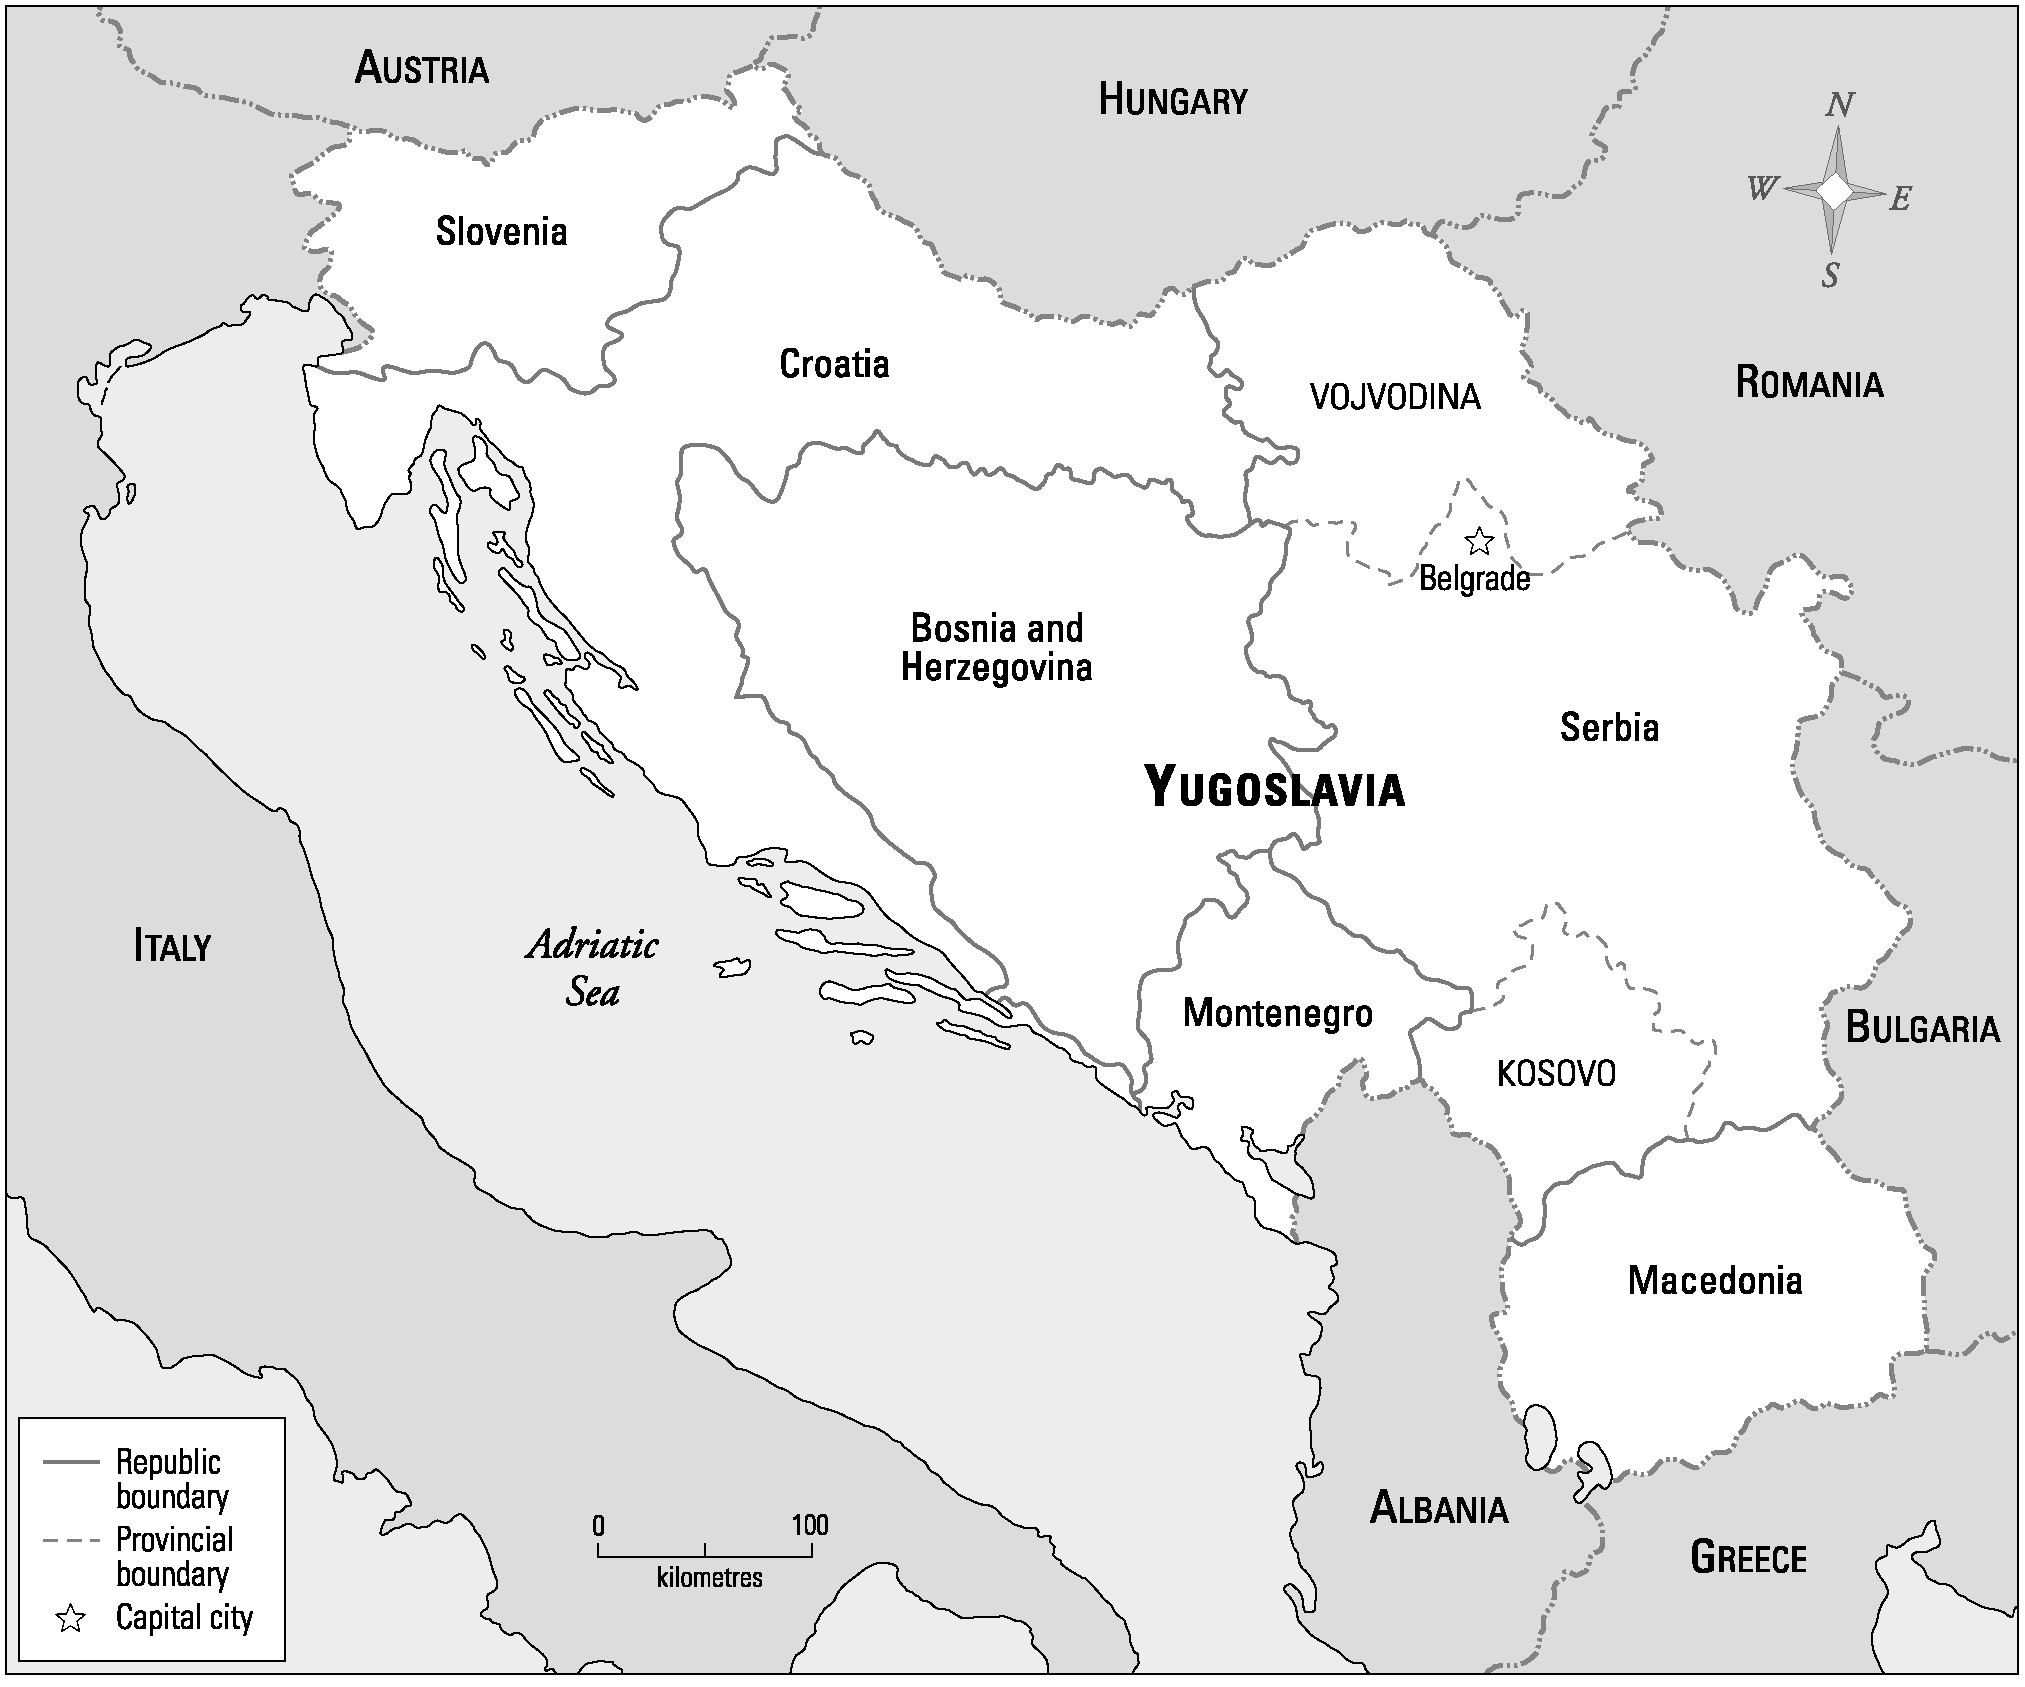 AUSTRIA
HUNGARY
N
W
E
S
Slovenia
Croatia
VOJVODINA
ROMANIA
Belgrade
Bosnia and
Herzegovina
Serbia
YUGOSLAVIA
ITALY
Adriatic
Sea
Montenegro
BULGARIA
KOSOVO
Macedonia
ALBANIA
GREECE
Republic
boundary
Provincial
boundary
Capital city
0 100
kilometres